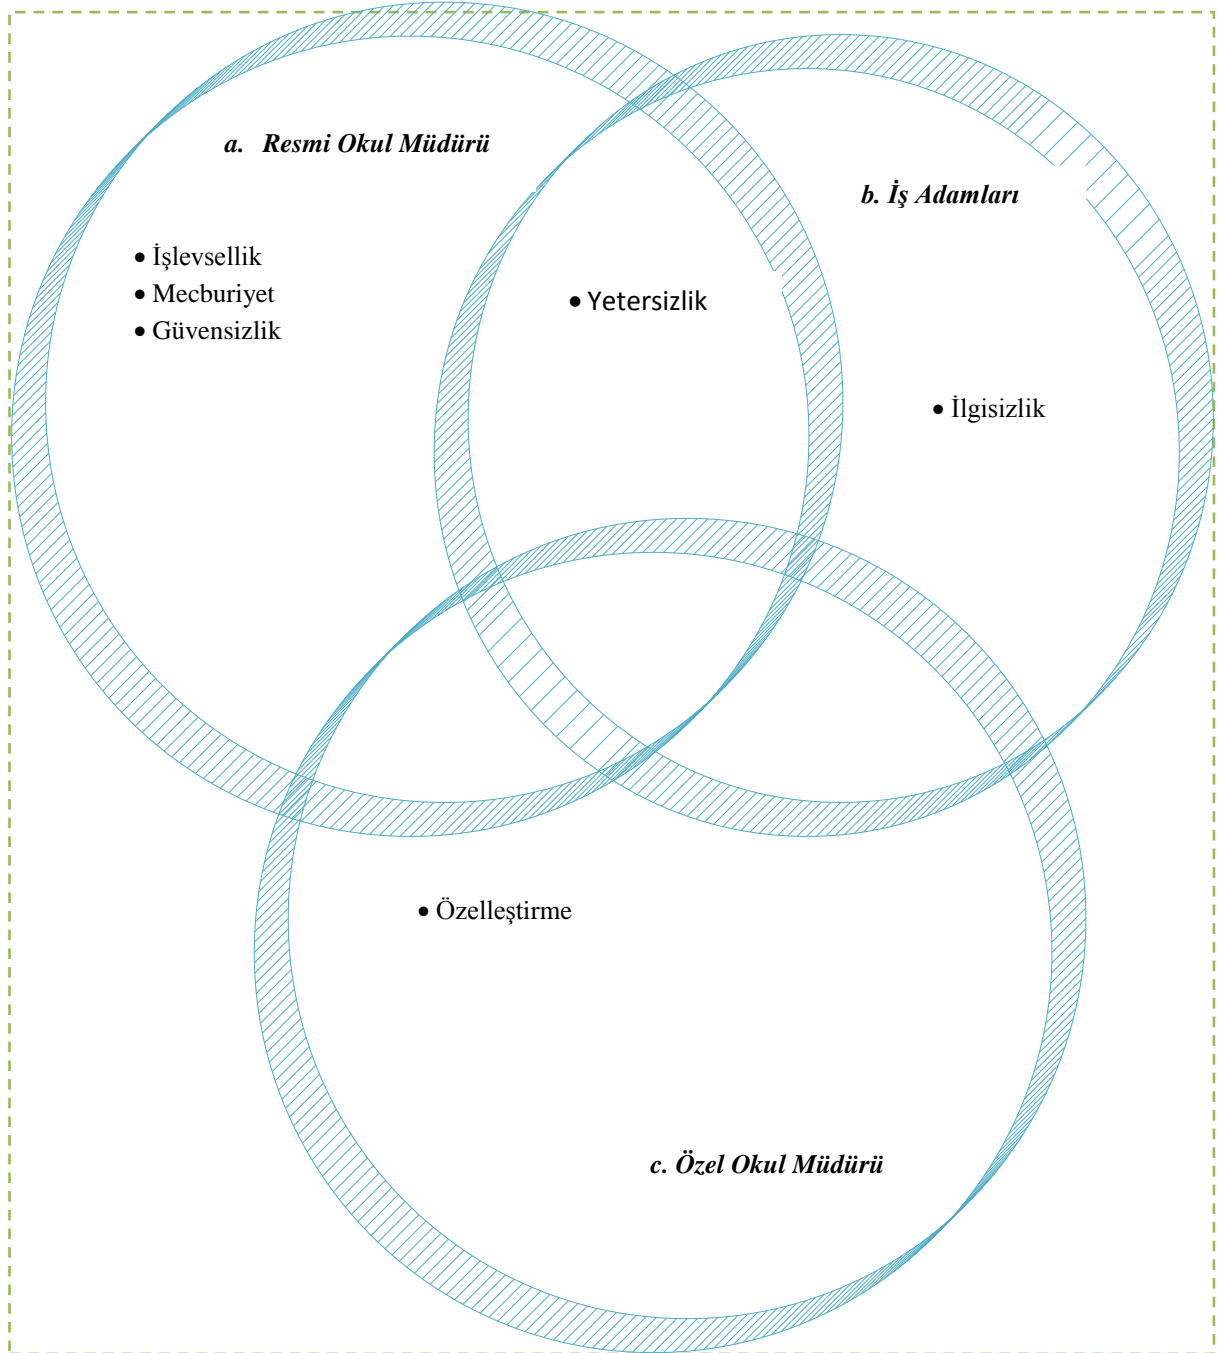 a. Resmi Okul Müdürü
b. İş Adamları
• İşlevsellik
• Mecburiyet
• Güvensizlik
• Yetersizlik
• İlgisizlik
• Özelleştirme
c. Özel Okul Müdürü